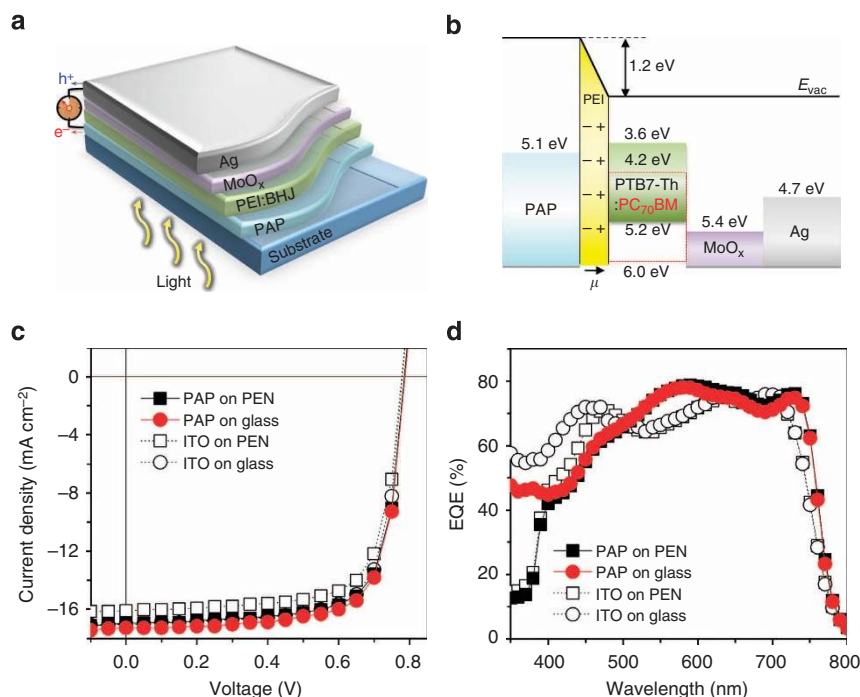 a
h+
e−
Ag
MoOx
PEI:BHJ
PAP
Substrate
Light
b
1.2 eV
Evac
PEI
5.1 eV
3.6 eV
4.2 eV
4.7 eV
PAP
PTB7-Th
:PC70BM
5.2 eV
5.4 eV
MoOx
Ag
6.0 eV
− +
− +
− +
− +
μ
c
Current density (mA cm−2)
0
−4
−8
−12
−16
PAP on PEN
PAP on glass
ITO on PEN
ITO on glass
0.0 0.2 0.4 0.6 0.8
Voltage (V)
d
EQE (%)
80
60
40
20
0
PAP on PEN
PAP on glass
ITO on PEN
ITO on glass
400 500 600 700 800
Wavelength (nm)